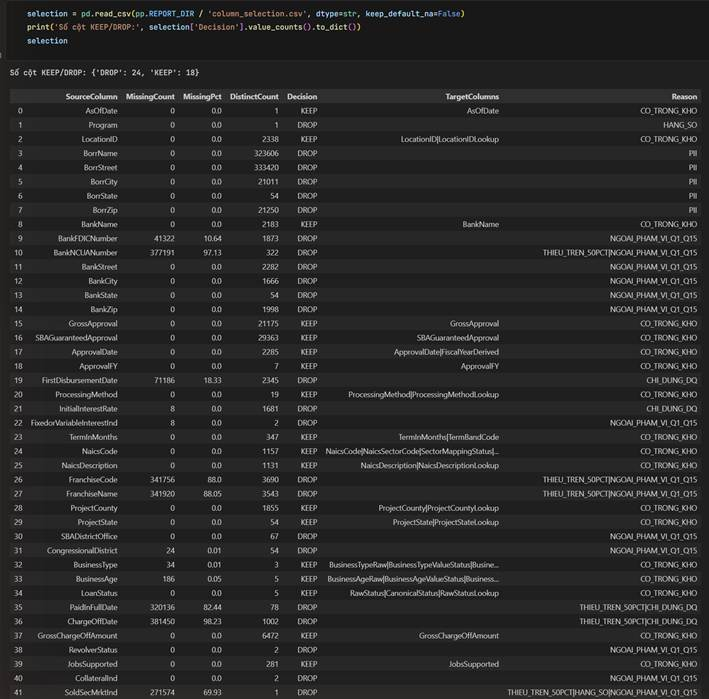 selection = pd.read_csv(pp.REPORT_DIR / 'column_selection.csv', dtype=str, keep_default_na=False)
print('Số cột KEEP/DROP:', selection['Decision'].value_counts().to_dict())
selection
Số cột KEEP/DROP: {'DROP': 24, 'KEEP': 18}
SourceColumn MissingCount MissingPct DistinctCount Decision TargetColumns Reason
0 AsOfDate 0 0.0 1 KEEP AsOfDate CO_TRONG_KHO
1 Program 0 0.0 1 DROP HANG_SO
2 LocationID 0 0.0 2338 KEEP LocationID|LocationIDLookup CO_TRONG_KHO
3 BorrName 0 0.0 323606 DROP PII
4 BorrStreet 0 0.0 333420 DROP PII
5 BorrCity 0 0.0 21011 DROP PII
6 BorrState 0 0.0 54 DROP PII
7 BorrZip 0 0.0 21250 DROP PII
8 BankName 0 0.0 2183 KEEP BankName CO_TRONG_KHO
9 BankFDICNumber 41322 10.64 1873 DROP NGOAI_PHAM_VI_Q1_Q15
10 BankNCUANumber 377191 97.13 322 DROP THIEU_TREN_50PCT|NGOAI_PHAM_VI_Q1_Q15
11 BankStreet 0 0.0 2282 DROP NGOAI_PHAM_VI_Q1_Q15
12 BankCity 0 0.0 1666 DROP NGOAI_PHAM_VI_Q1_Q15
13 BankState 0 0.0 54 DROP NGOAI_PHAM_VI_Q1_Q15
14 BankZip 0 0.0 1998 DROP NGOAI_PHAM_VI_Q1_Q15
15 GrossApproval 0 0.0 21175 KEEP GrossApproval CO_TRONG_KHO
16 SBAGuaranteedApproval 0 0.0 29363 KEEP SBAGuaranteedApproval CO_TRONG_KHO
17 ApprovalDate 0 0.0 2285 KEEP ApprovalDate|FiscalYearDerived CO_TRONG_KHO
18 ApprovalFY 0 0.0 7 KEEP ApprovalFY CO_TRONG_KHO
19 FirstDisbursementDate 71186 18.33 2345 DROP CHI_DUNG_DQ
20 ProcessingMethod 0 0.0 19 KEEP ProcessingMethod|ProcessingMethodLookup CO_TRONG_KHO
21 InitialInterestRate 8 0.0 1681 DROP CHI_DUNG_DQ
22 FixedorVariableInterestInd 8 0.0 2 DROP NGOAI_PHAM_VI_Q1_Q15
23 TermInMonths 0 0.0 347 KEEP TermInMonths|TermBandCode CO_TRONG_KHO
24 NaicsCode 0 0.0 1157 KEEP NaicsCode|NaicsSectorCode|SectorMappingStatus|... CO_TRONG_KHO
25 NaicsDescription 0 0.0 1131 KEEP NaicsDescription|NaicsDescriptionLookup CO_TRONG_KHO
26 FranchiseCode 341756 88.0 3690 DROP THIEU_TREN_50PCT|NGOAI_PHAM_VI_Q1_Q15
27 FranchiseName 341920 88.05 3543 DROP THIEU_TREN_50PCT|NGOAI_PHAM_VI_Q1_Q15
28 ProjectCounty 0 0.0 1855 KEEP ProjectCounty|ProjectCountyLookup CO_TRONG_KHO
29 ProjectState 0 0.0 54 KEEP ProjectState|ProjectStateLookup CO_TRONG_KHO
30 SBADistrictOffice 0 0.0 67 DROP NGOAI_PHAM_VI_Q1_Q15
31 CongressionalDistrict 24 0.01 54 DROP NGOAI_PHAM_VI_Q1_Q15
32 BusinessType 34 0.01 3 KEEP BusinessTypeRaw|BusinessTypeValueStatus|Busine... CO_TRONG_KHO
33 BusinessAge 186 0.05 5 KEEP BusinessAgeRaw|BusinessAgeValueStatus|Business... CO_TRONG_KHO
34 LoanStatus 0 0.0 5 KEEP RawStatus|CanonicalStatus|RawStatusLookup CO_TRONG_KHO
35 PaidInFullDate 320136 82.44 78 DROP THIEU_TREN_50PCT|CHI_DUNG_DQ
36 ChargeOffDate 381450 98.23 1002 DROP THIEU_TREN_50PCT|CHI_DUNG_DQ
37 GrossChargeOffAmount 0 0.0 6472 KEEP GrossChargeOffAmount CO_TRONG_KHO
38 RevolverStatus 0 0.0 2 DROP NGOAI_PHAM_VI_Q1_Q15
39 JobsSupported 0 0.0 281 KEEP JobsSupported CO_TRONG_KHO
40 CollateralInd 0 0.0 2 DROP NGOAI_PHAM_VI_Q1_Q15
41 SoldSecMrktInd 271574 69.93 1 DROP THIEU_TREN_50PCT|HANG_SO|NGOAI_PHAM_VI_Q1_Q15